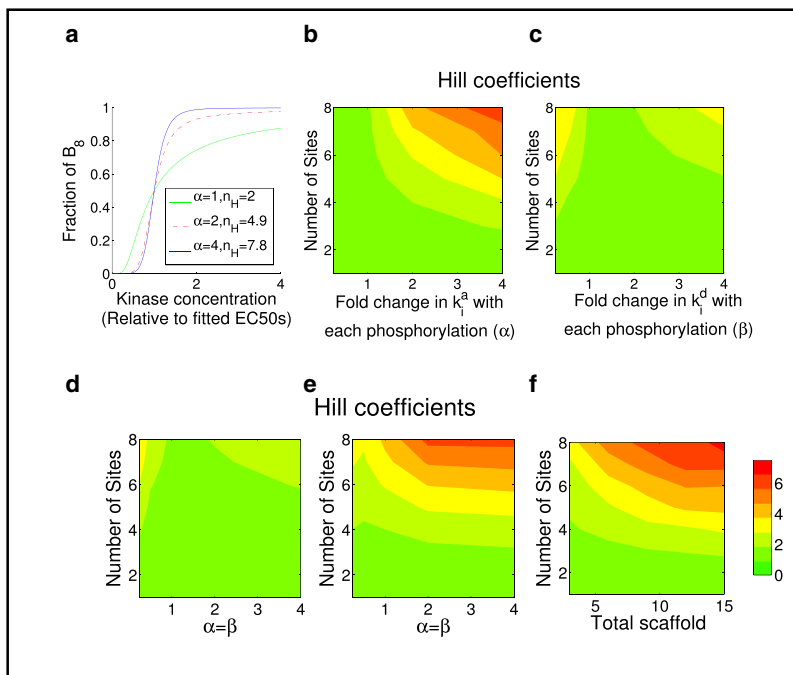 a
b
c
Hill coefficients
Fraction of B8
1
0.8
0.6
0.4
0.2
0
0
2
4
α=1,nH=2
α=2,nH=4.9
α=4,nH=7.8
Kinase concentration
(Relative to fitted EC50s)
Number of Sites
8
6
4
2
1
2
3
4
Fold change in k_i^a with
each phosphorylation (α)
Number of Sites
8
6
4
2
1
2
3
4
Fold change in k_i^d with
each phosphorylation (β)
d
e
f
Hill coefficients
Number of Sites
8
6
4
2
1
2
3
4
α=β
Number of Sites
8
6
4
2
1
2
3
4
α=β
Number of Sites
8
6
4
2
5
10
15
Total scaffold
6
4
2
0